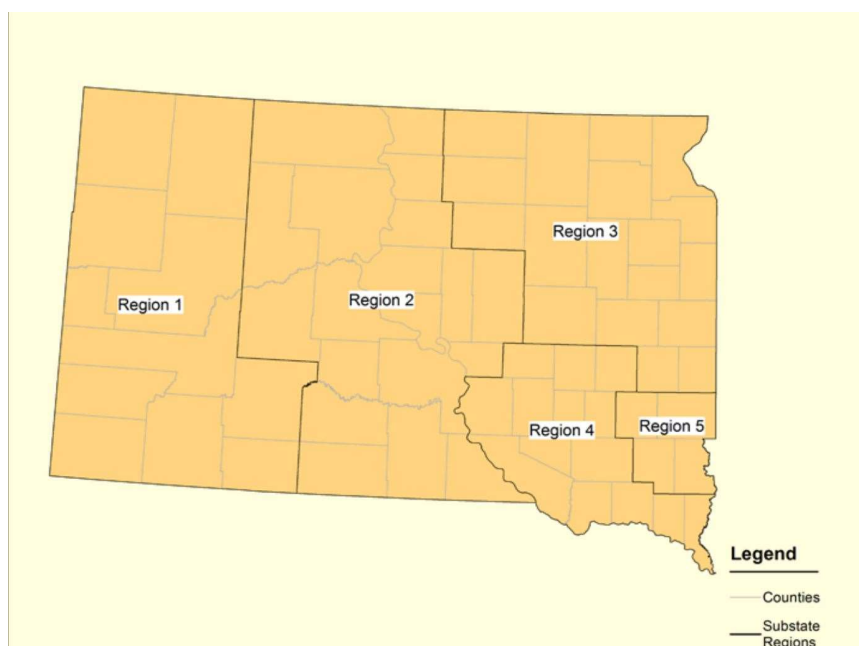 Region 3
Region 2
Region 1
Region 4
Region 5
Legend
Counties
Substate
Regions